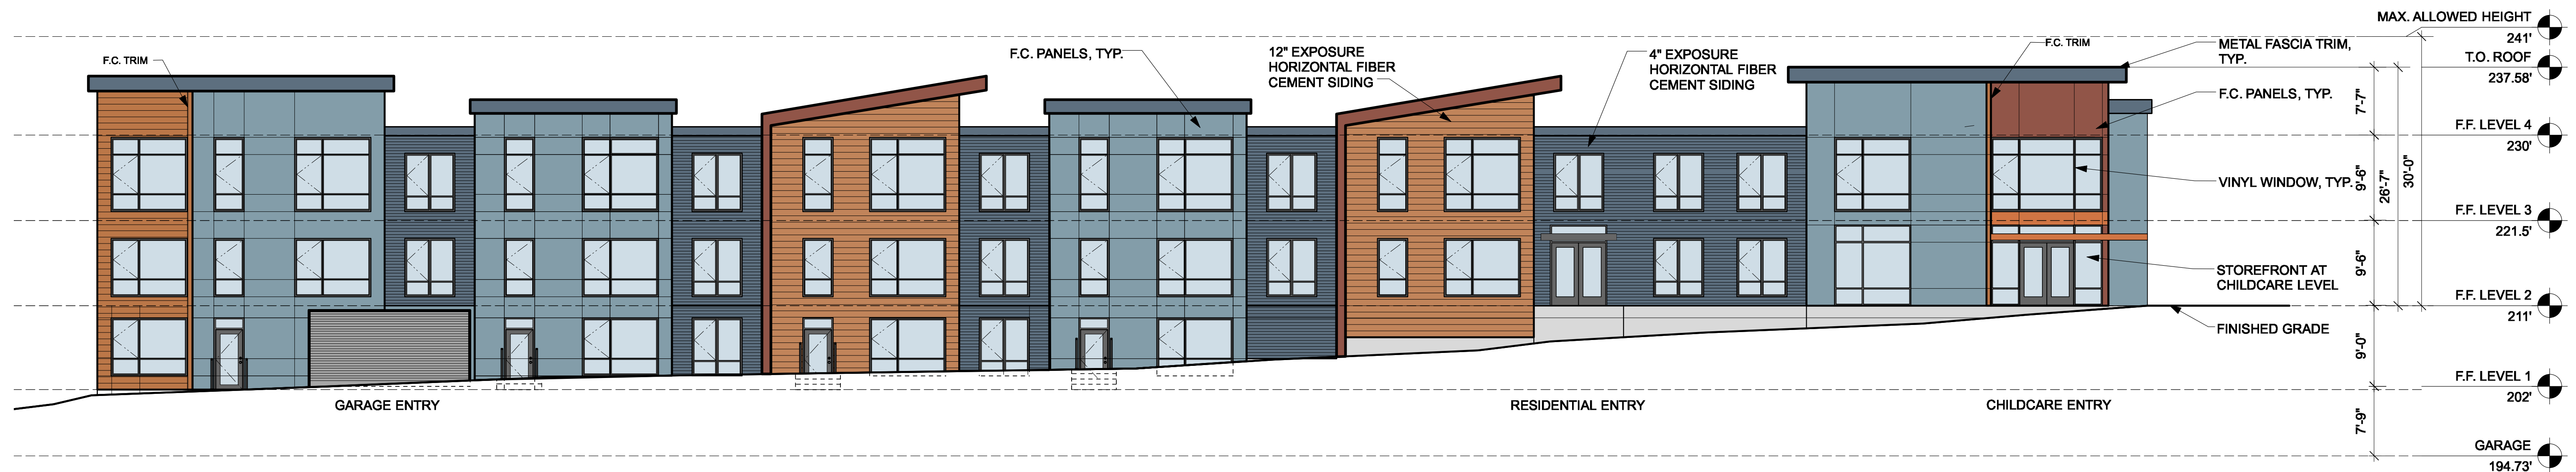 F.C. TRIM
F.C. PANELS, TYP.
12" EXPOSURE
HORIZONTAL FIBER
CEMENT SIDING
4" EXPOSURE
HORIZONTAL FIBER
CEMENT SIDING
F.C. TRIM
METAL FASCIA TRIM,
TYP.
F.C. PANELS, TYP.
VINYL WINDOW, TYP.
STOREFRONT AT
CHILDCARE LEVEL
FINISHED GRADE
7'-7"
9'-6"
9'-6"
9'-0"
7'-9"
26'-7"
30'-0"
MAX. ALLOWED HEIGHT
241'
T.O. ROOF
237.58'
F.F. LEVEL 4
230'
F.F. LEVEL 3
221.5'
F.F. LEVEL 2
211'
F.F. LEVEL 1
202'
GARAGE
194.73'
GARAGE ENTRY
RESIDENTIAL ENTRY
CHILDCARE ENTRY